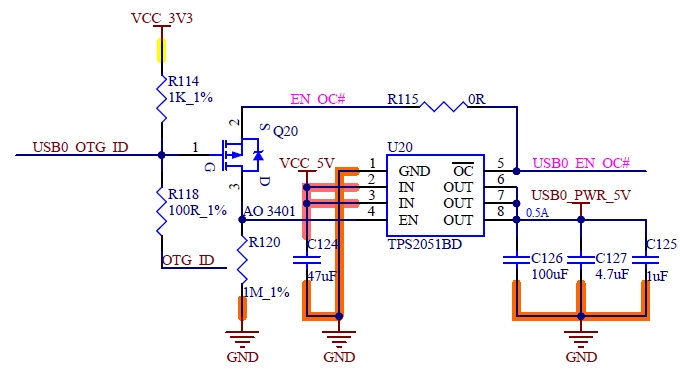 VCC_3V3
R114
1K_1%
EN_OC#
R115 0R
2
S
Q20
U20
USB0_OTG_ID
1
G
VCC_5V
1 GND OC 5 USB0_EN_OC#
2 IN OUT 6
3 IN OUT 7 USB0_PWR_5V
4 EN OUT 8 0.5A
3
D
R118
100R_1%
AO 3401
TPS2051BD
OTG_ID
R120
1M_1%
C124
47uF
C126
100uF
C127
4.7uF
C125
1uF
GND
GND
GND